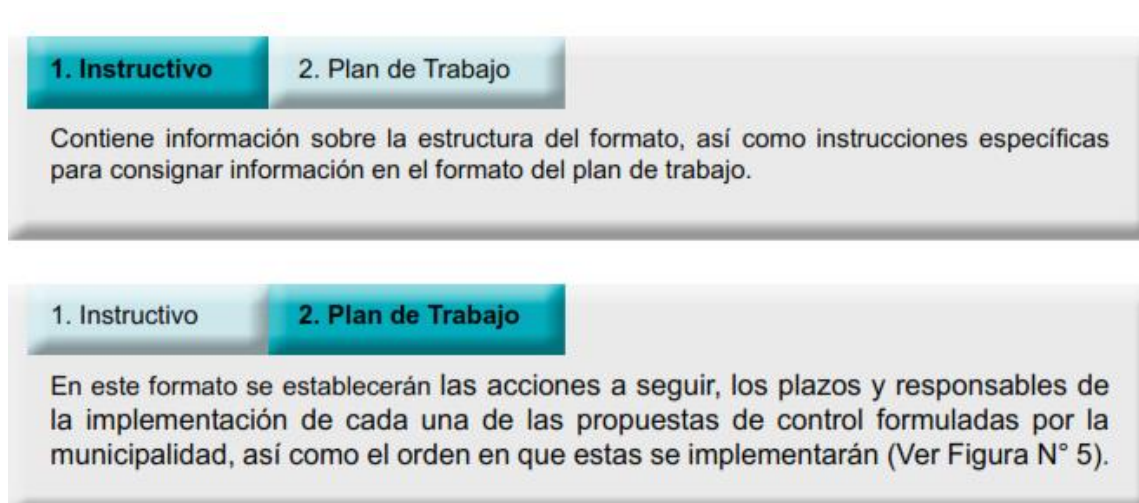 1. Instructivo
2. Plan de Trabajo
Contiene información sobre la estructura del formato, así como instrucciones específicas
para consignar información en el formato del plan de trabajo.
1. Instructivo
2. Plan de Trabajo
En este formato se establecerán las acciones a seguir, los plazos y responsables de
la implementación de cada una de las propuestas de control formuladas por la
municipalidad, así como el orden en que estas se implementarán (Ver Figura N° 5).